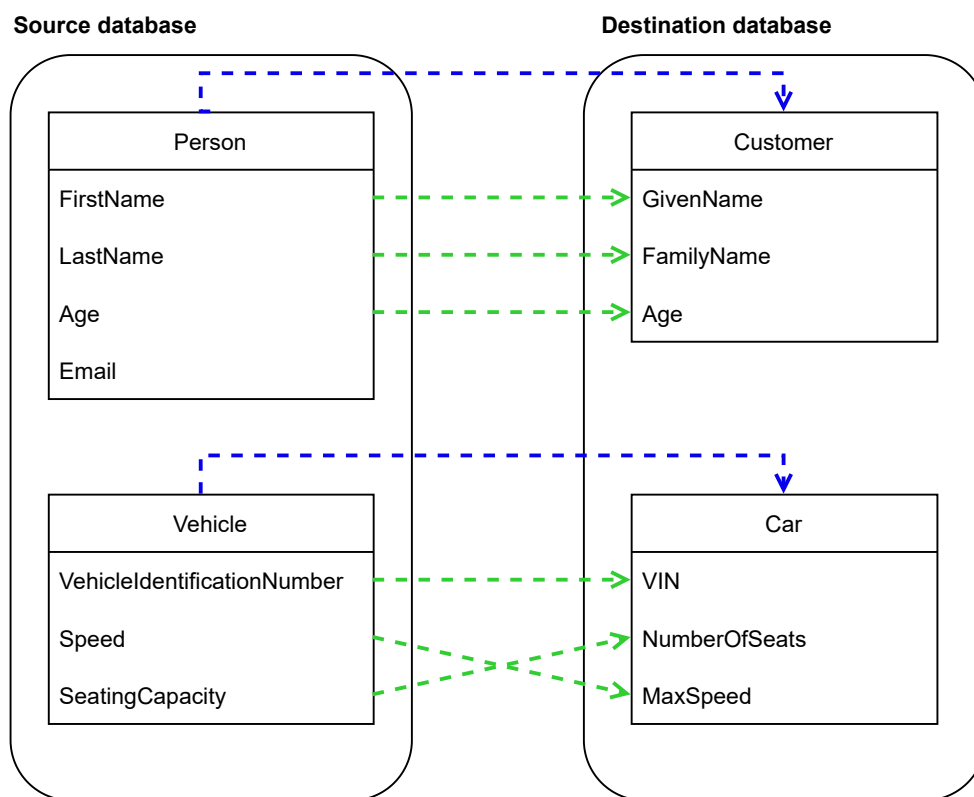 Source database
Destination database
Person
FirstName
LastName
Age
Email
Customer
GivenName
FamilyName
Age
Vehicle
VehicleIdentificationNumber
Speed
SeatingCapacity
Car
VIN
NumberOfSeats
MaxSpeed